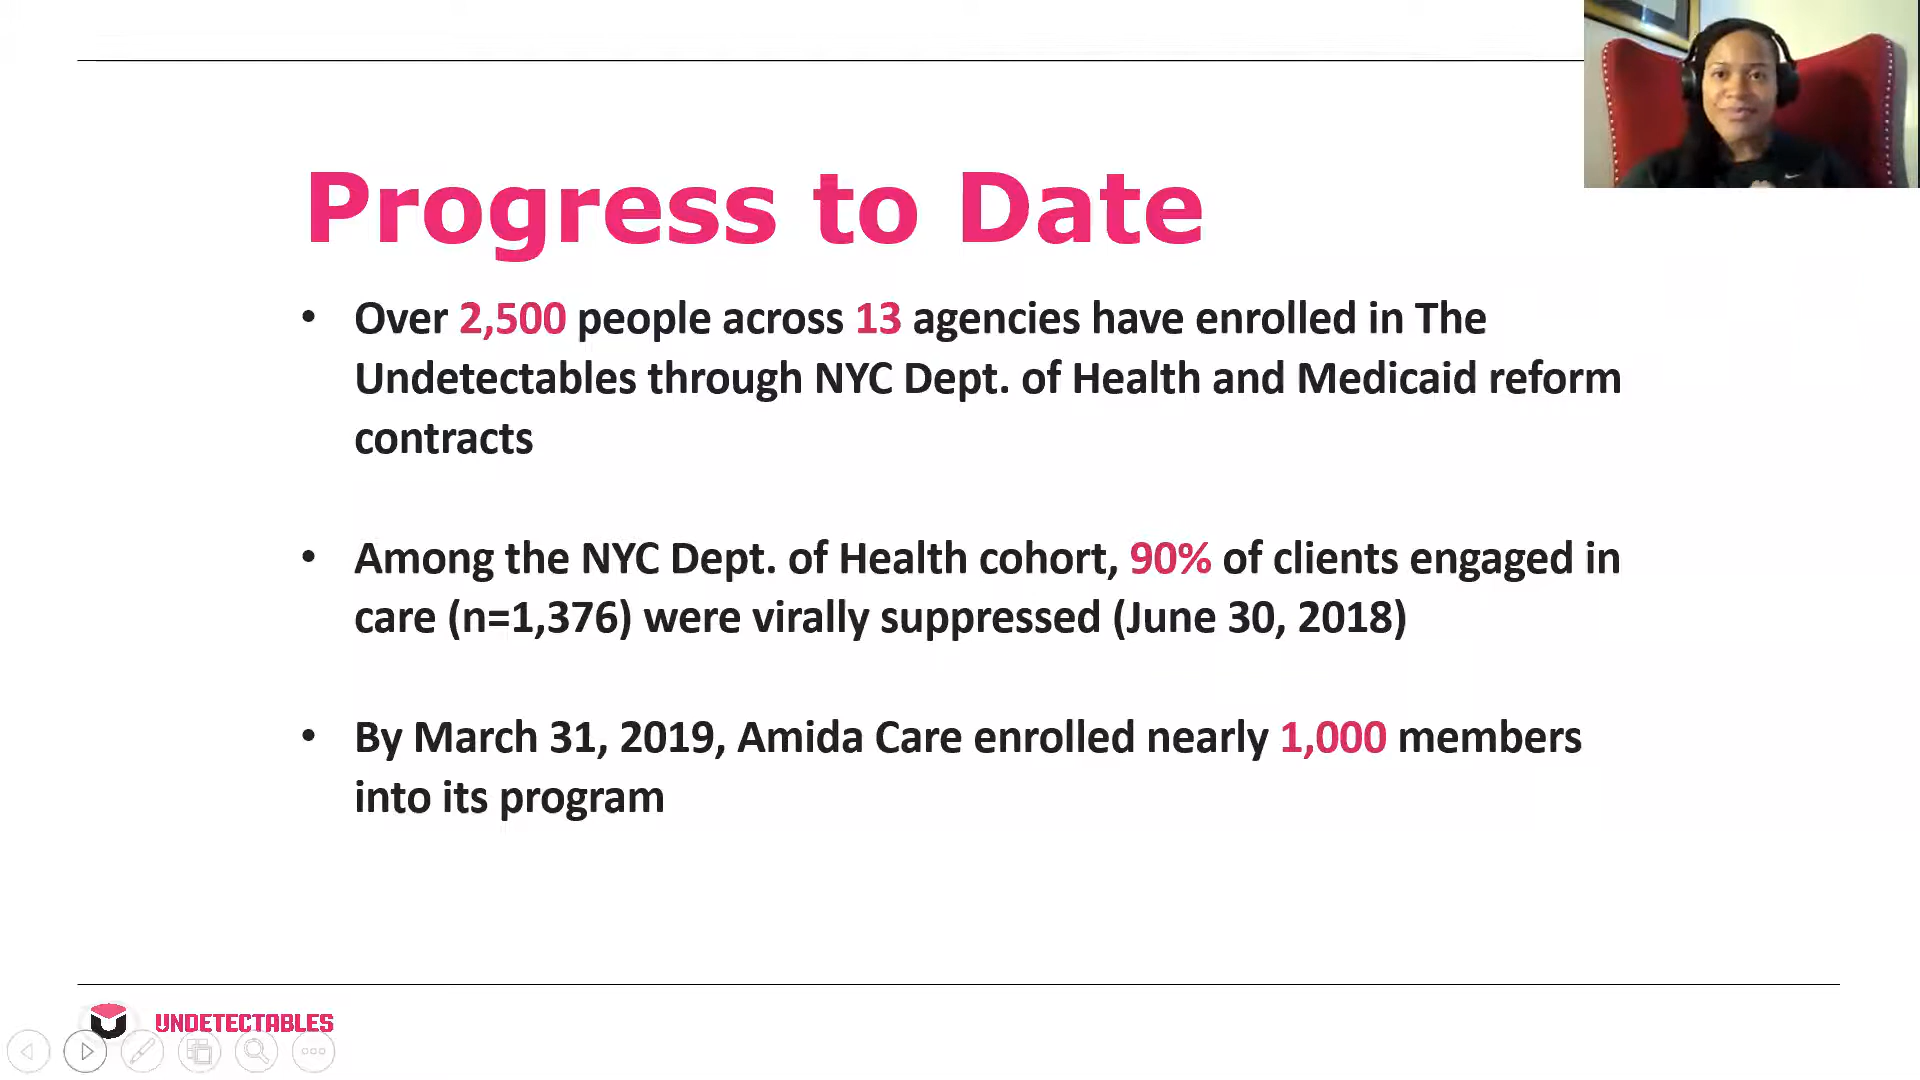 Progress to Date
• Over 2,500 people across 13 agencies have enrolled in The
Undetectables through NYC Dept. of Health and Medicaid reform
contracts
• Among the NYC Dept. of Health cohort, 90% of clients engaged in
care (n=1,376) were virally suppressed (June 30, 2018)
• By March 31, 2019, Amida Care enrolled nearly 1,000 members
into its program
UNDETECTABLES